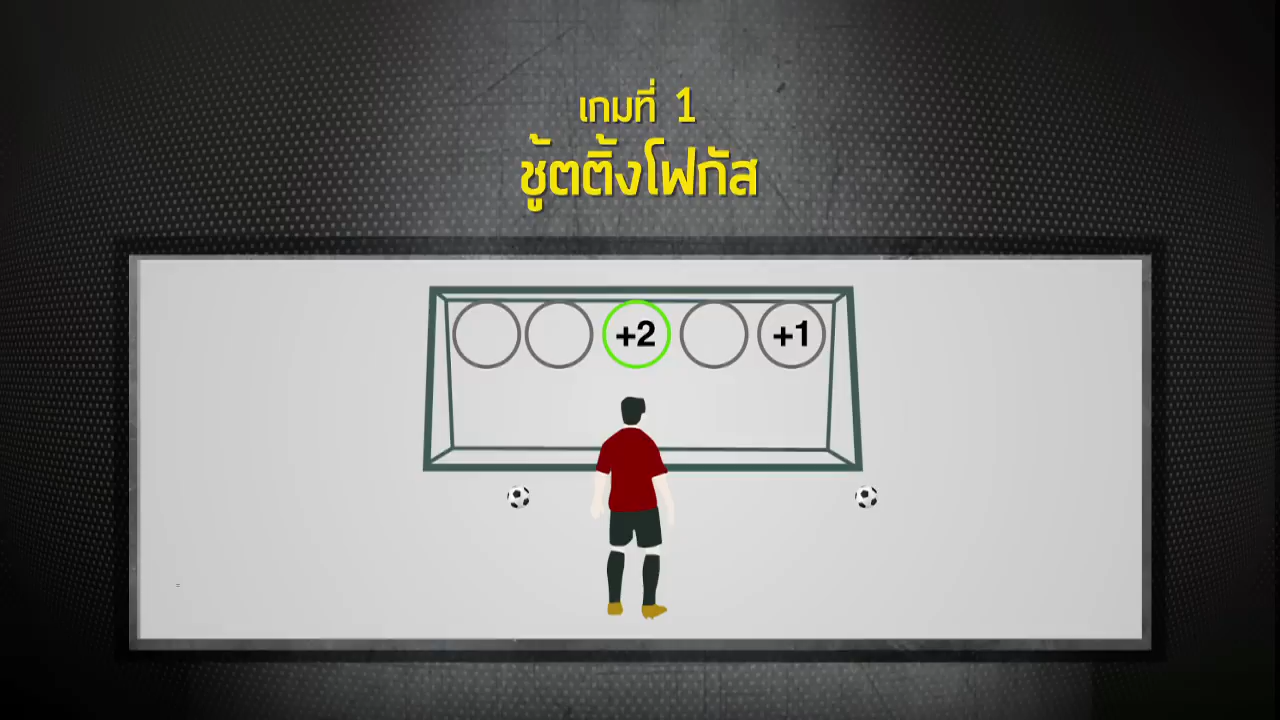 เกมที่ 1
ชู้ตติ้งโฟกัส
+2 +1
=